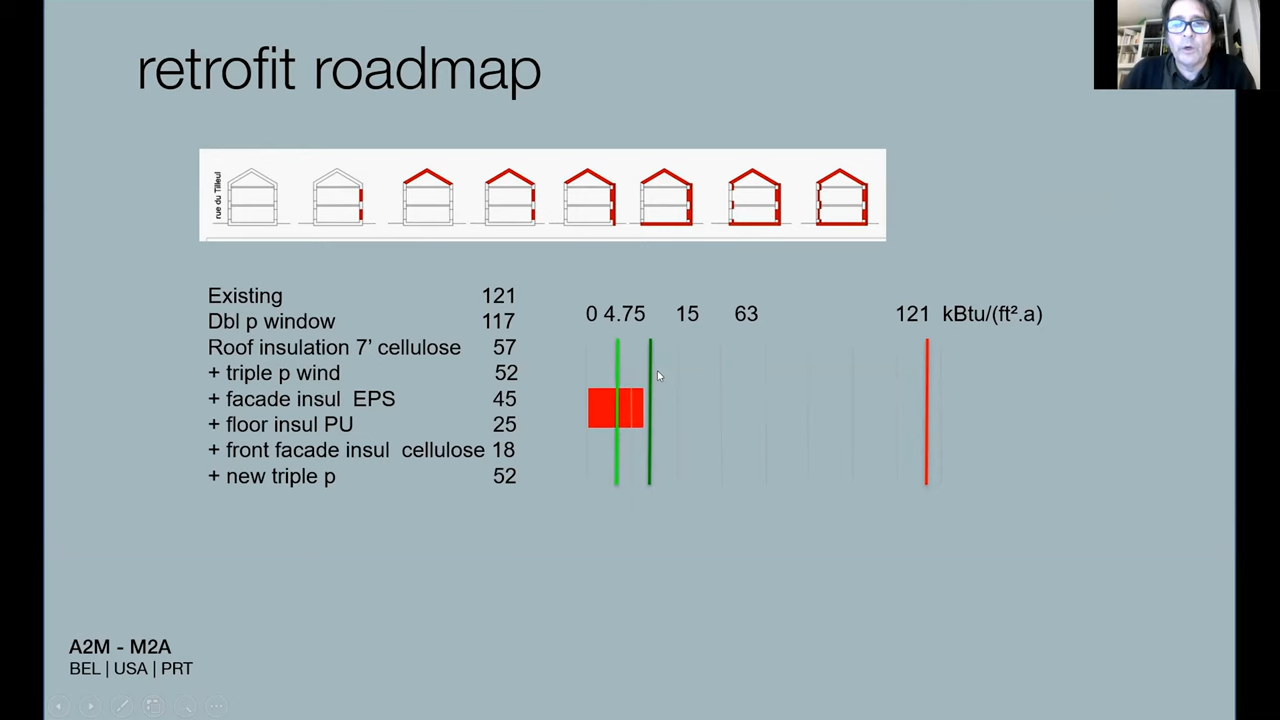 retrofit roadmap
rue du Tilleul
Existing 121
Dbl p window 117
Roof insulation 7’ cellulose 57
+ triple p wind 52
+ facade insul EPS 45
+ floor insul PU 25
+ front facade insul cellulose 18
+ new triple p 52
0 4.75 15 63 121 kBtu/(ft².a)
A2M - M2A
BEL | USA | PRT